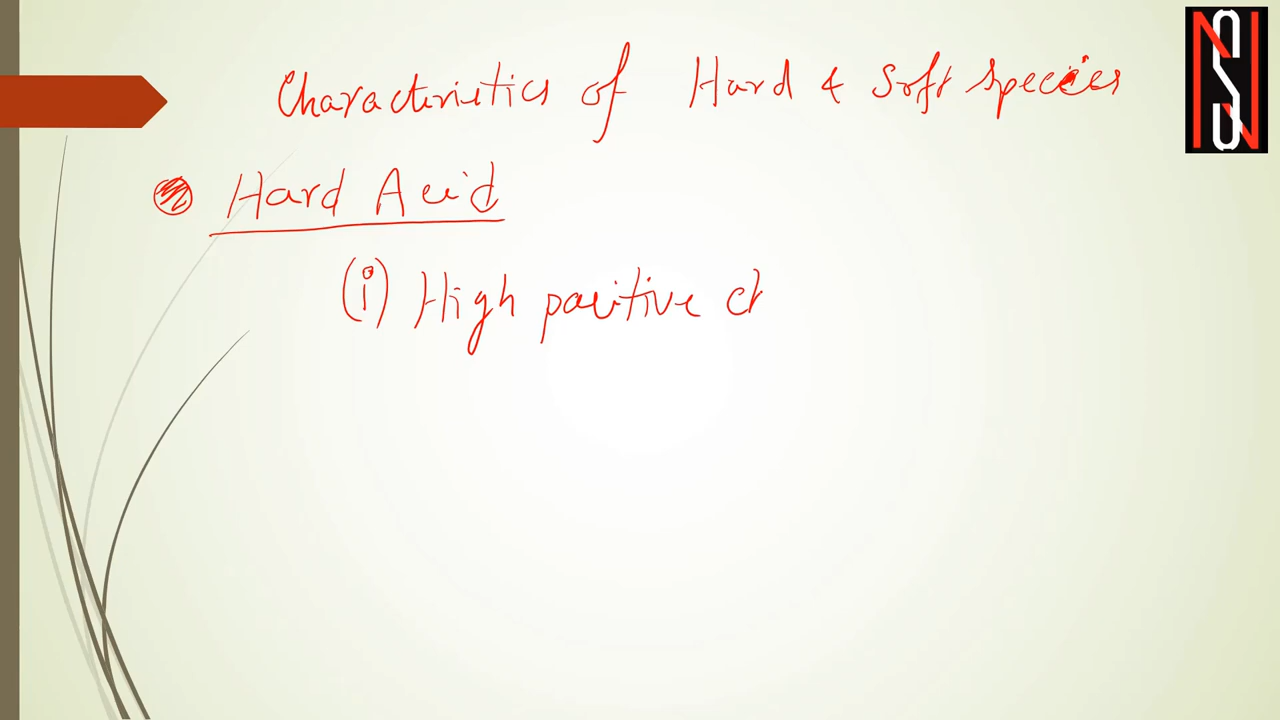 Characteristics of Hard & Soft Species
Hard Acid
(i) High positive ch